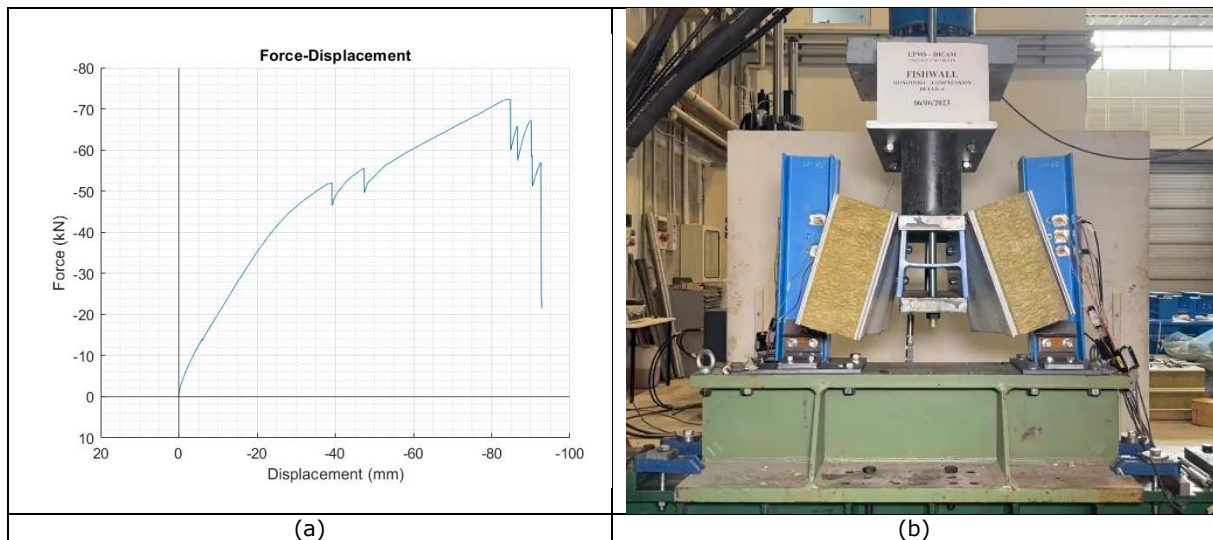 Force-Displacement
-80
-70
-60
-50
-40
-30
-20
-10
0
10
Force (kN)
20
0
-20
-40
-60
-80
-100
Displacement (mm)
LPMS - DICAM
FISHWALL
MONOTONIC - COMPRESSION
DETAIL
06/06/2023
(a)
(b)